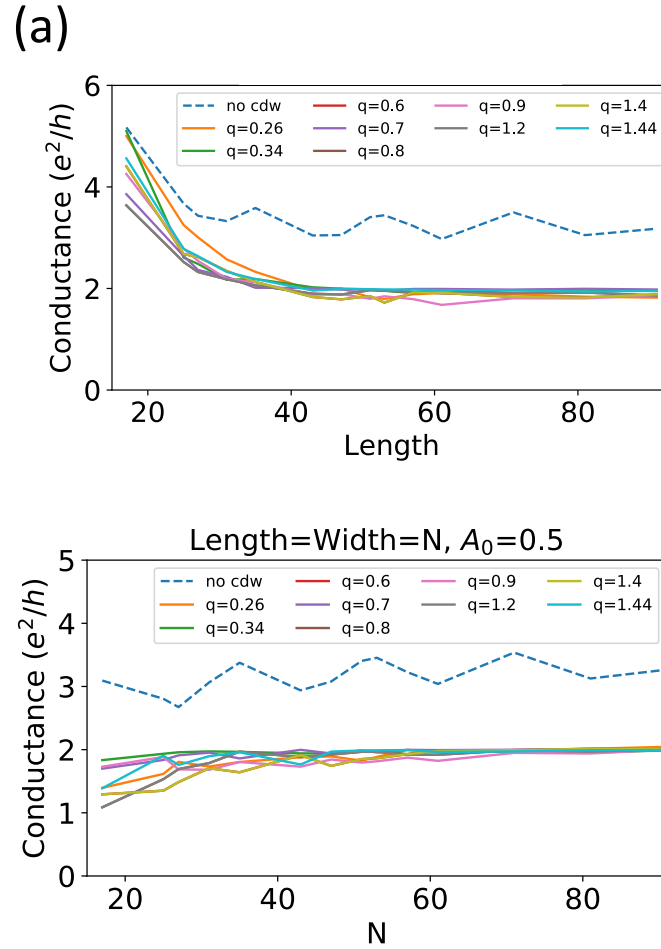 (a)
6
4
2
0
Conductance (e²/h)
no cdw q=0.6 q=0.9 q=1.4
q=0.26 q=0.7 q=1.2 q=1.44
q=0.34 q=0.8
20 40 60 80
Length
Length=Width=N, A₀=0.5
5
4
3
2
1
0
Conductance (e²/h)
no cdw q=0.6 q=0.9 q=1.4
q=0.26 q=0.7 q=1.2 q=1.44
q=0.34 q=0.8
20 40 60 80
N